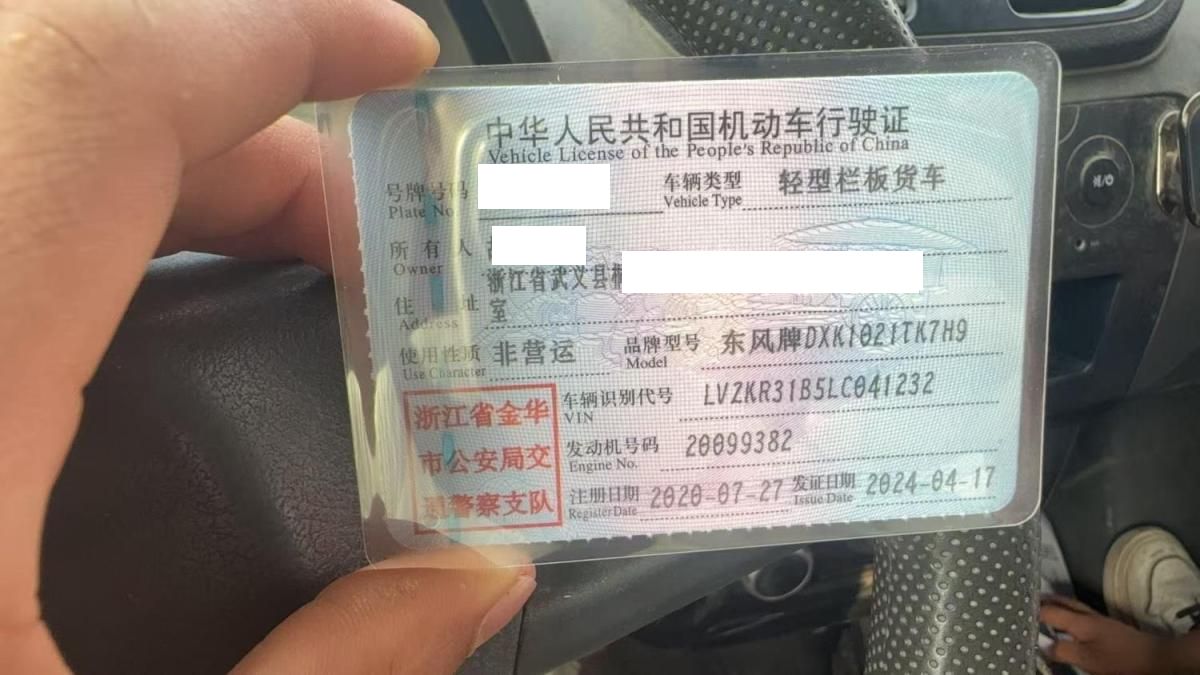 中华人民共和国机动车行驶证
Vehicle License of the People's Republic of China
号牌号码
Plate No.
车辆类型 轻型栏板货车
Vehicle Type
所有人
Owner
住址 浙江省武义县
室
Address
使用性质 非营运
Use Character
品牌型号 东风牌DXK1021TK7H9
Model
浙江省金华
市公安局交
通警察支队
车辆识别代号 LVZKR31B5LC041232
VIN
发动机号码 20099382
Engine No.
注册日期 2020-07-27
Register Date
发证日期 2024-04-17
Issue Date